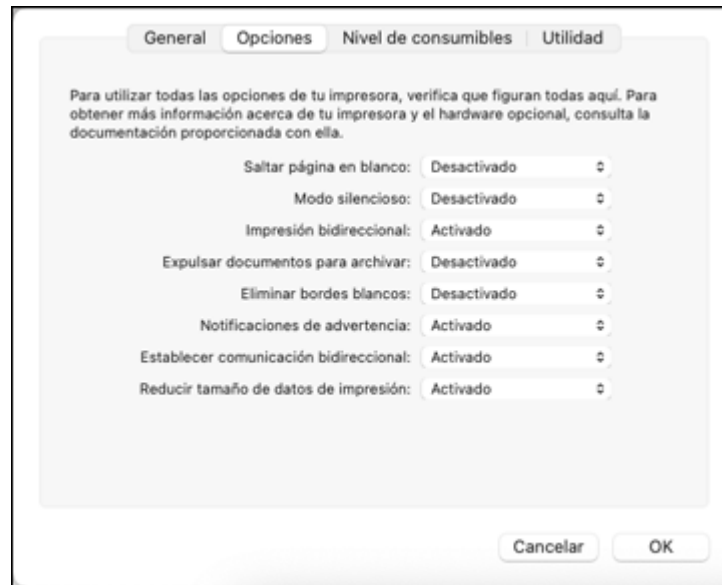 General Opciones Nivel de consumibles Utilidad
Para utilizar todas las opciones de tu impresora, verifica que figuran todas aquí. Para
obtener más información acerca de tu impresora y el hardware opcional, consulta la
documentación proporcionada con ella.
Saltar página en blanco: Desactivado
Modo silencioso: Desactivado
Impresión bidireccional: Activado
Expulsar documentos para archivar: Desactivado
Eliminar bordes blancos: Desactivado
Notificaciones de advertencia: Activado
Establecer comunicación bidireccional: Activado
Reducir tamaño de datos de impresión: Activado
Cancelar OK